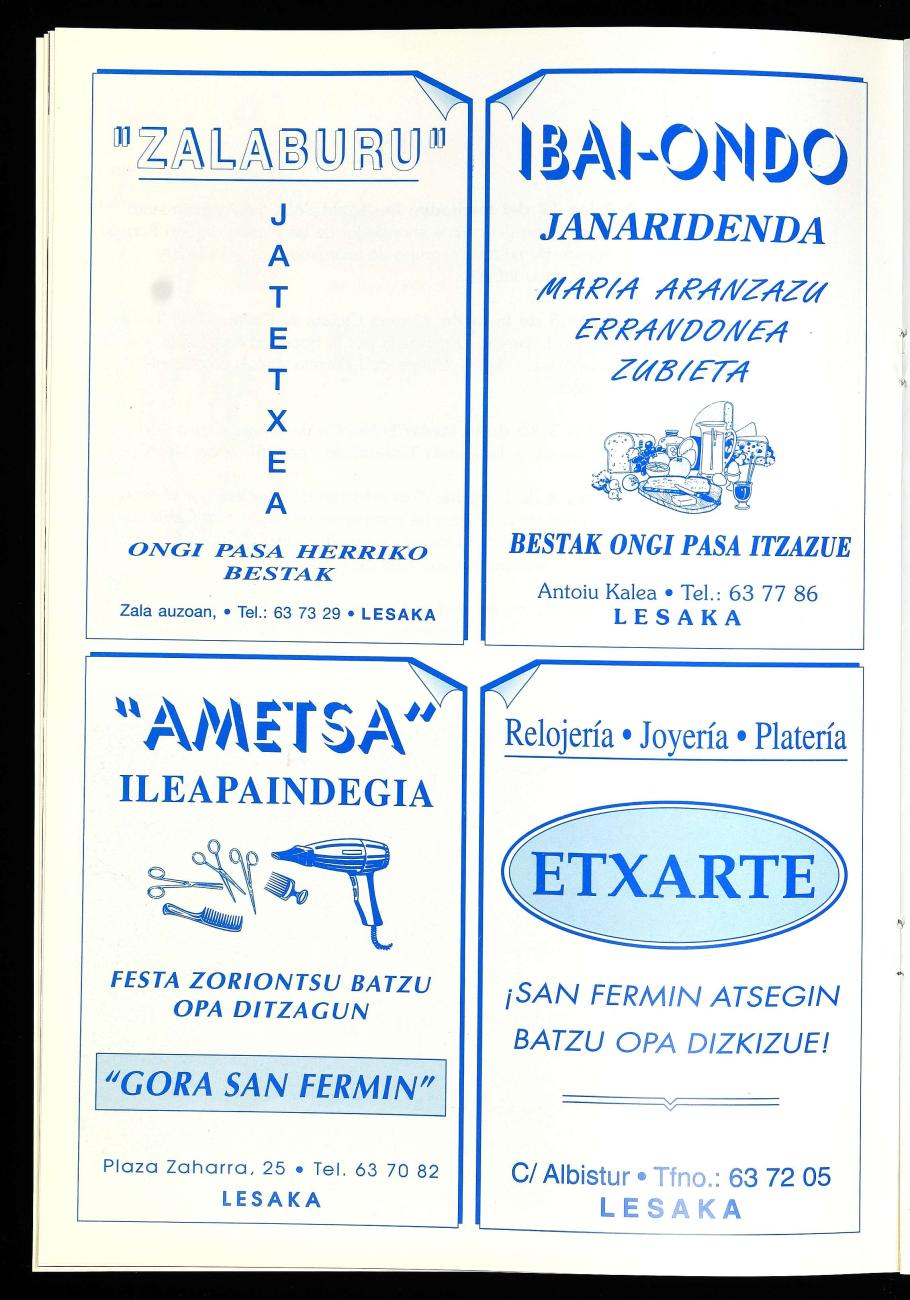 "ZALABURU"
J
A
T
E
T
X
E
A
ONGI PASA HERRIKO
BESTAK
Zala auzoan, • Tel.: 63 73 29 • LESAKA
IBAI-ONDO
JANARIDENDA
MARIA ARANZAZU
ERRANDONEA
ZUBIETA
BESTAK ONGI PASA ITZAZUE
Antoiu Kalea • Tel.: 63 77 86
LESAKA
"AMETSA"
ILEAPAINDEGIA
FESTA ZORIONTSU BATZU
OPA DITZAGUN
"GORA SAN FERMIN"
Plaza Zaharra, 25 • Tel. 63 70 82
LESAKA
Relojería • Joyería • Platería
ETXARTE
¡SAN FERMIN ATSEGIN
BATZU OPA DIZKIZUE!
C/ Albistur • Tfno.: 63 72 05
LESAKA